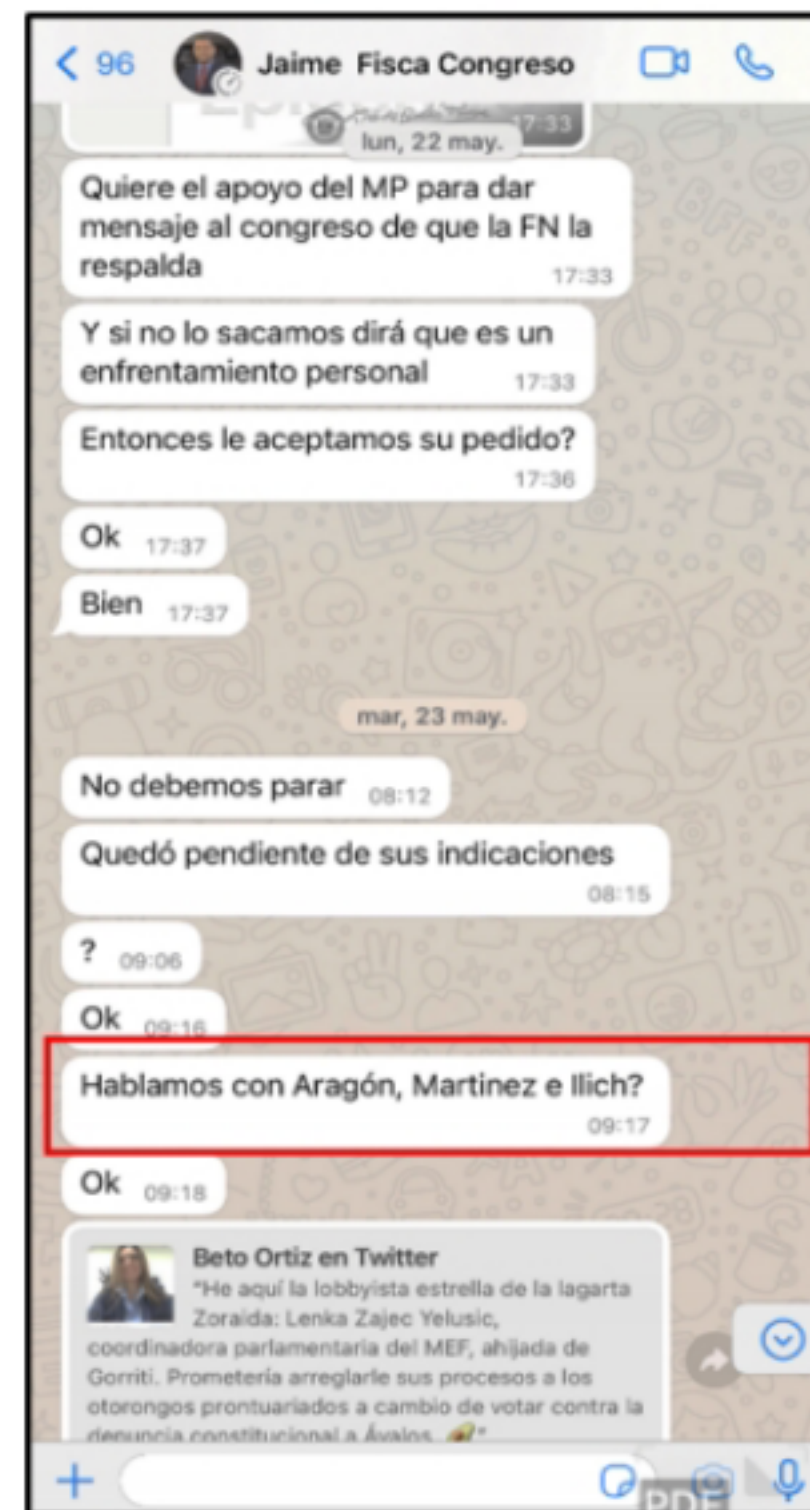 96 Jaime Fisca Congreso
17:33
lun, 22 may.
Quiere el apoyo del MP para dar
mensaje al congreso de que la FN la
respalda
17:33
Y si no lo sacamos dirá que es un
enfrentamiento personal 17:33
Entonces le aceptamos su pedido?
17:36
Ok 17:37
Bien 17:37
mar, 23 may.
No debemos parar 08:12
Quedó pendiente de sus indicaciones
08:15
? 09:06
Ok 09:16
Hablamos con Aragón, Martinez e Ilich?
09:17
Ok 09:18
Beto Ortiz en Twitter
"He aquí la lobbyista estrella de la lagarta
Zoraida: Lenka Zajec Yelusic,
coordinadora parlamentaria del MEF, ahijada de
Gorriti. Prometería arreglarle sus procesos a los
otorongos prontuariados a cambio de votar contra la
denuncia constitucional a Ávalos. 🥑"
PDF